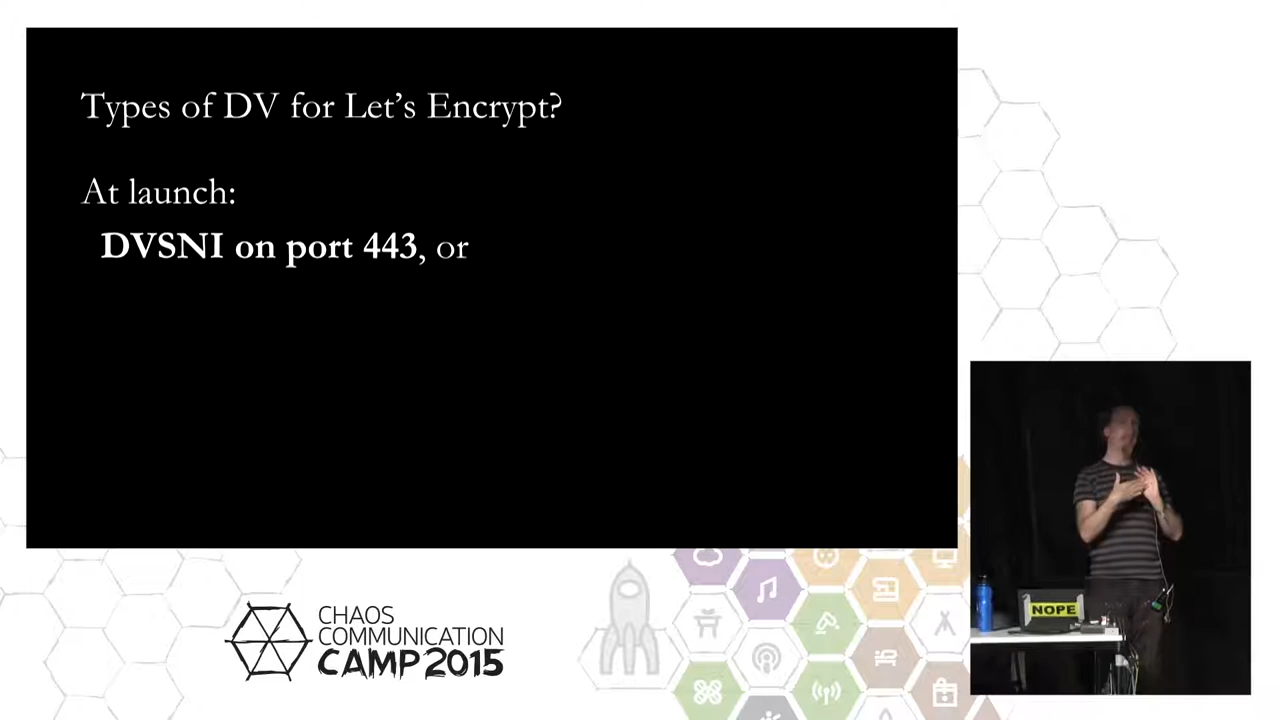 Types of DV for Let's Encrypt?
At launch:
DVSNI on port 443, or
NOPE
CHAOS
COMMUNICATION
CAMP 2015